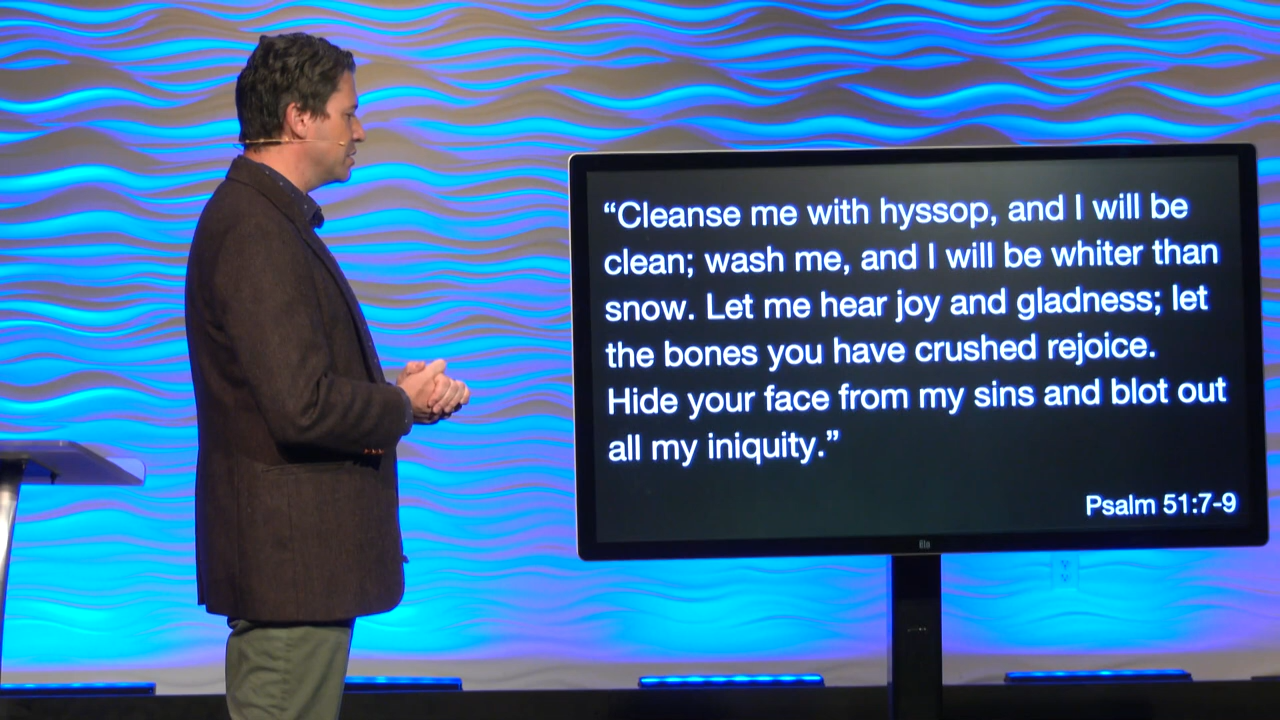 “Cleanse me with hyssop, and I will be
clean; wash me, and I will be whiter than
snow. Let me hear joy and gladness; let
the bones you have crushed rejoice.
Hide your face from my sins and blot out
all my iniquity.”
Psalm 51:7-9
elo